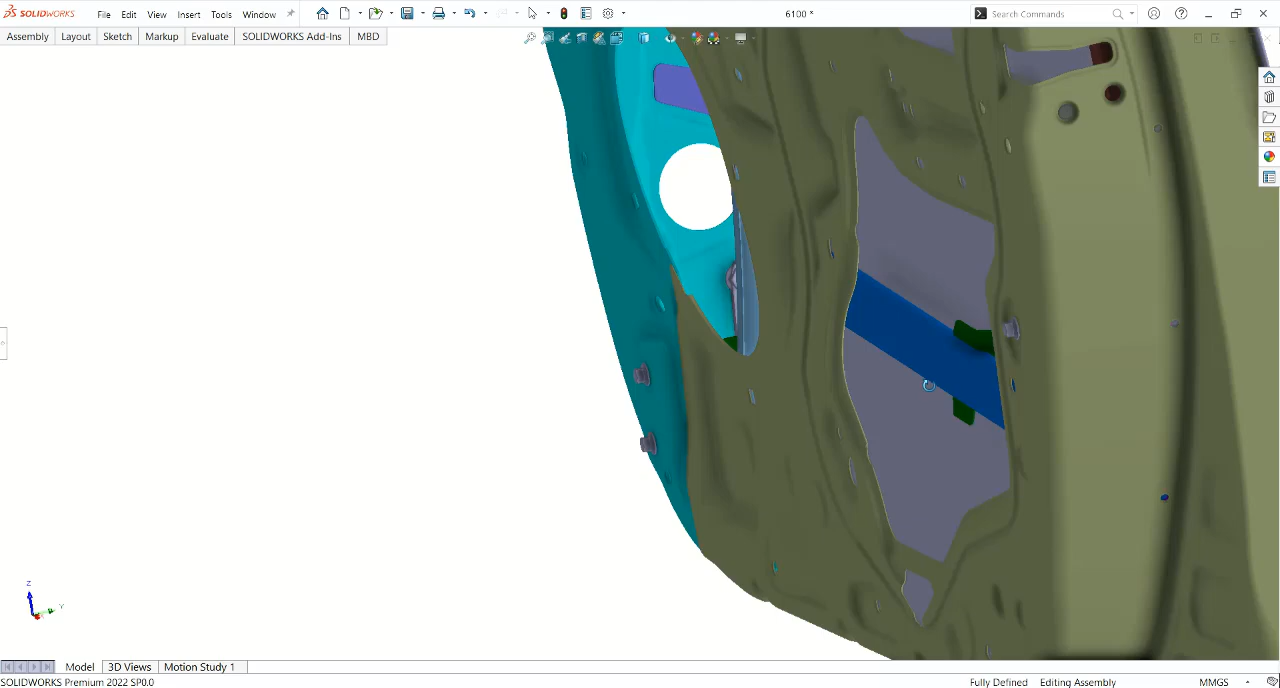 SOLIDWORKS File Edit View Insert Tools Window 6100 * Search Commands
Assembly Layout Sketch Markup Evaluate SOLIDWORKS Add-Ins MBD
Z
Y
Model 3D Views Motion Study 1
SOLIDWORKS Premium 2022 SP0.0 Fully Defined Editing Assembly MMGS